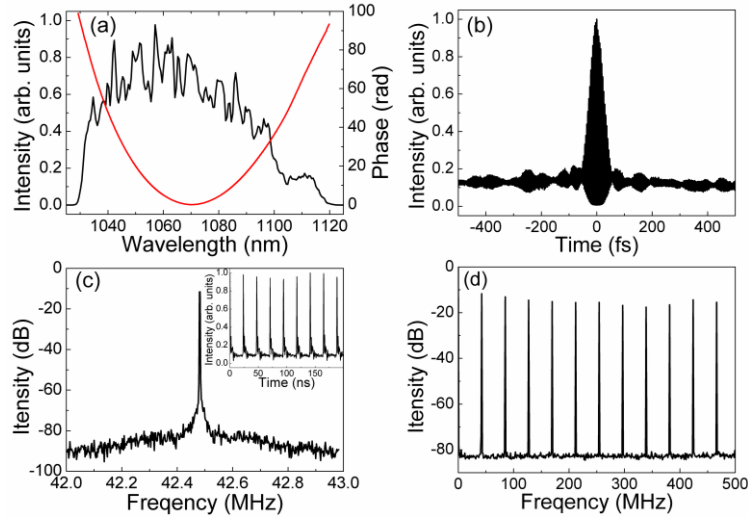 (a)
Intensity (arb. units)
1.0
0.8
0.6
0.4
0.2
0.0
100
80
60
40
20
0
Phase (rad)
1040 1060 1080 1100 1120
Wavelength (nm)
(b)
Intensity (arb. units)
1.0
0.8
0.6
0.4
0.2
0.0
-400 -200 0 200 400
Time (fs)
(c)
Itensity (dB)
0
-20
-40
-60
-80
-100
42.0 42.2 42.4 42.6 42.8 43.0
Freqency (MHz)
Intensity (arb. units)
1.0
0.8
0.6
0.4
0.2
0.0
0 50 100 150
Time (ns)
(d)
Itensity (dB)
0
-20
-40
-60
-80
0 100 200 300 400 500
Freqency (MHz)